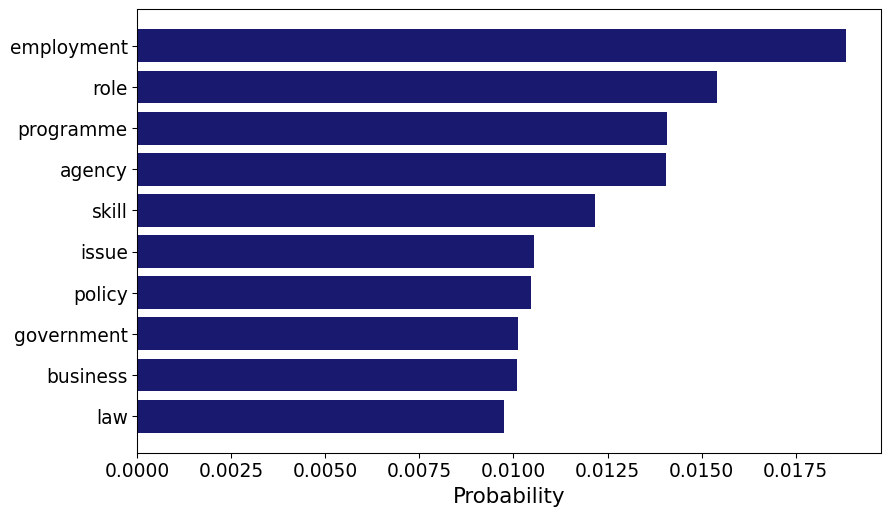 employment
role
programme
agency
skill
issue
policy
government
business
law
0.0000 0.0025 0.0050 0.0075 0.0100 0.0125 0.0150 0.0175
Probability